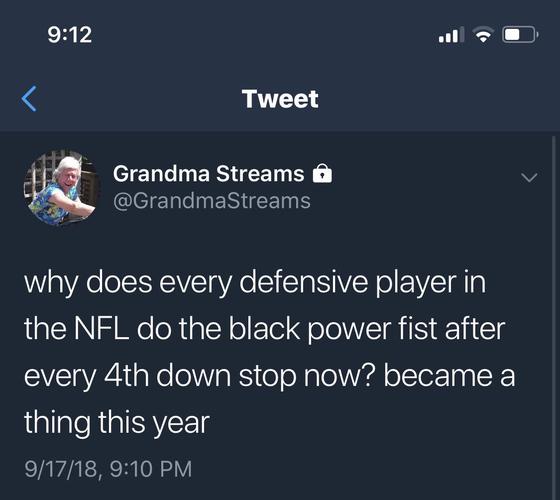 9:12
Tweet
Grandma Streams
@GrandmaStreams
why does every defensive player in
the NFL do the black power fist after
every 4th down stop now? became a
thing this year
9/17/18, 9:10 PM